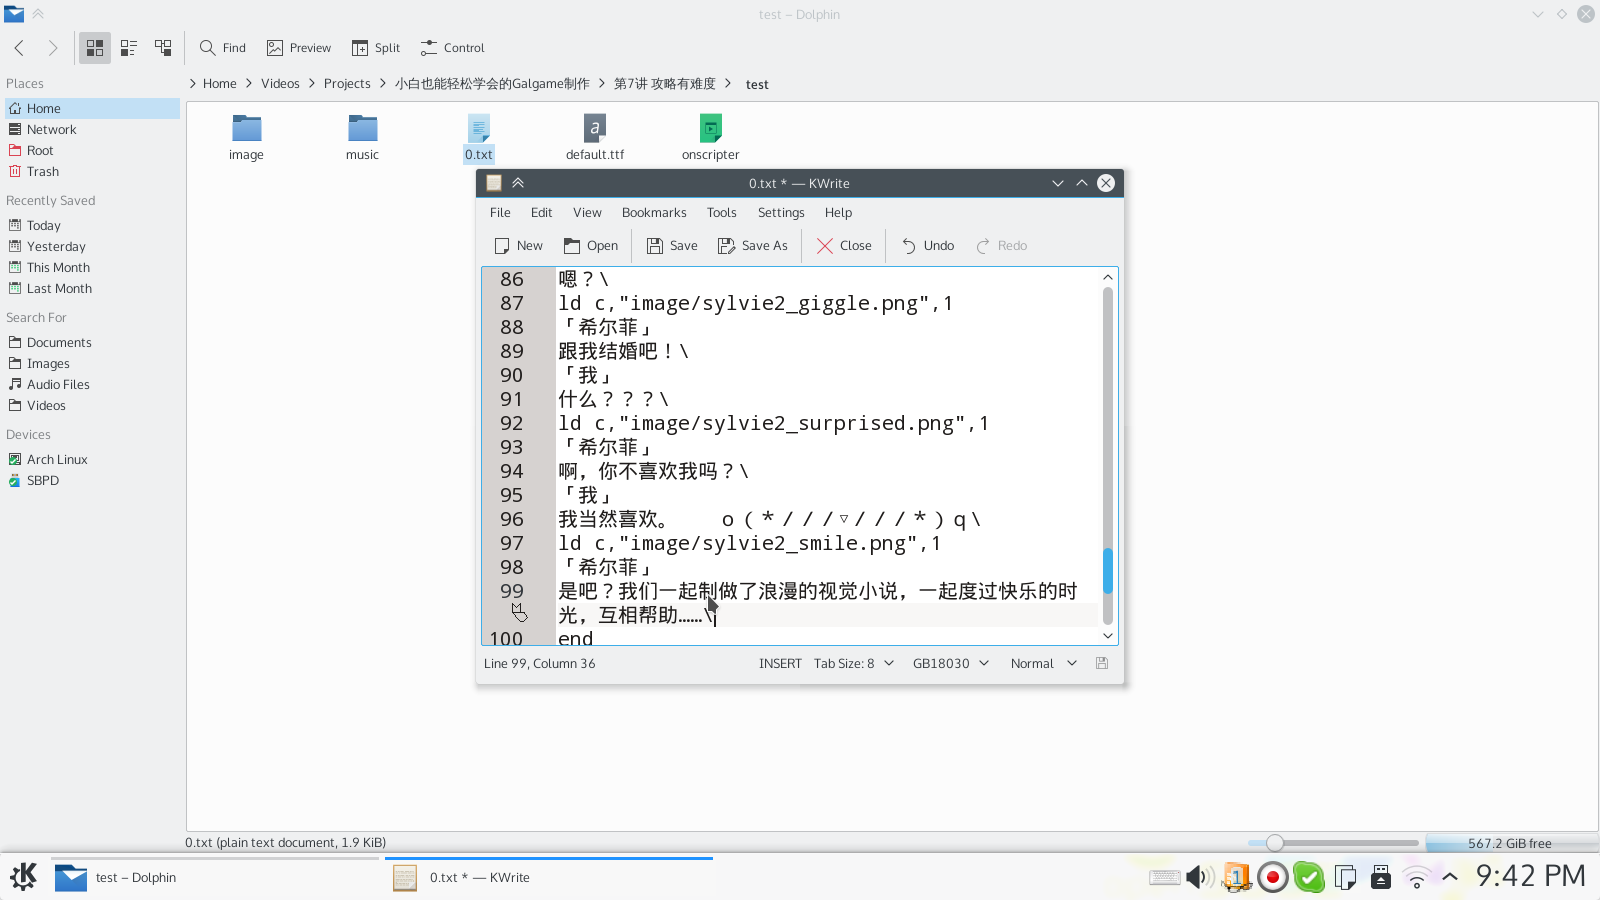 test – Dolphin
Find
Preview
Split
Control
Places
Home
Network
Root
Trash
Recently Saved
Today
Yesterday
This Month
Last Month
Search For
Documents
Images
Audio Files
Videos
Devices
Arch Linux
SBPD
Home
Videos
Projects
小白也能轻松学会的Galgame制作
第7讲 攻略有难度
test
image
music
0.txt
default.ttf
onscripter
0.txt * — KWrite
File Edit View Bookmarks Tools Settings Help
New Open Save Save As Close Undo Redo
86 嗯？\
87 ld c,"image/sylvie2_giggle.png",1
88 「希尔菲」
89 跟我结婚吧！\
90 「我」
91 什么？？？\
92 ld c,"image/sylvie2_surprised.png",1
93 「希尔菲」
94 啊，你不喜欢我吗？\
95 「我」
96 我当然喜欢。　　ｏ（＊／／／▽／／／＊）ｑ\
97 ld c,"image/sylvie2_smile.png",1
98 「希尔菲」
99 是吧？我们一起制做了浪漫的视觉小说，一起度过快乐的时
光，互相帮助……\
100 end
Line 99, Column 36
INSERT
Tab Size: 8
GB18030
Normal
0.txt (plain text document, 1.9 KiB)
567.2 GiB free
test – Dolphin
0.txt * — KWrite
9:42 PM